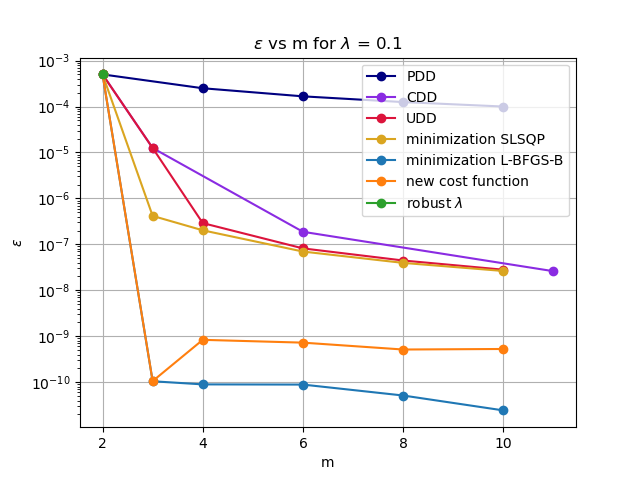 ε vs m for λ = 0.1
10⁻³
10⁻⁴
10⁻⁵
10⁻⁶
10⁻⁷
10⁻⁸
10⁻⁹
10⁻¹⁰
ε
PDD
CDD
UDD
minimization SLSQP
minimization L-BFGS-B
new cost function
robust λ
2 4 6 8 10
m